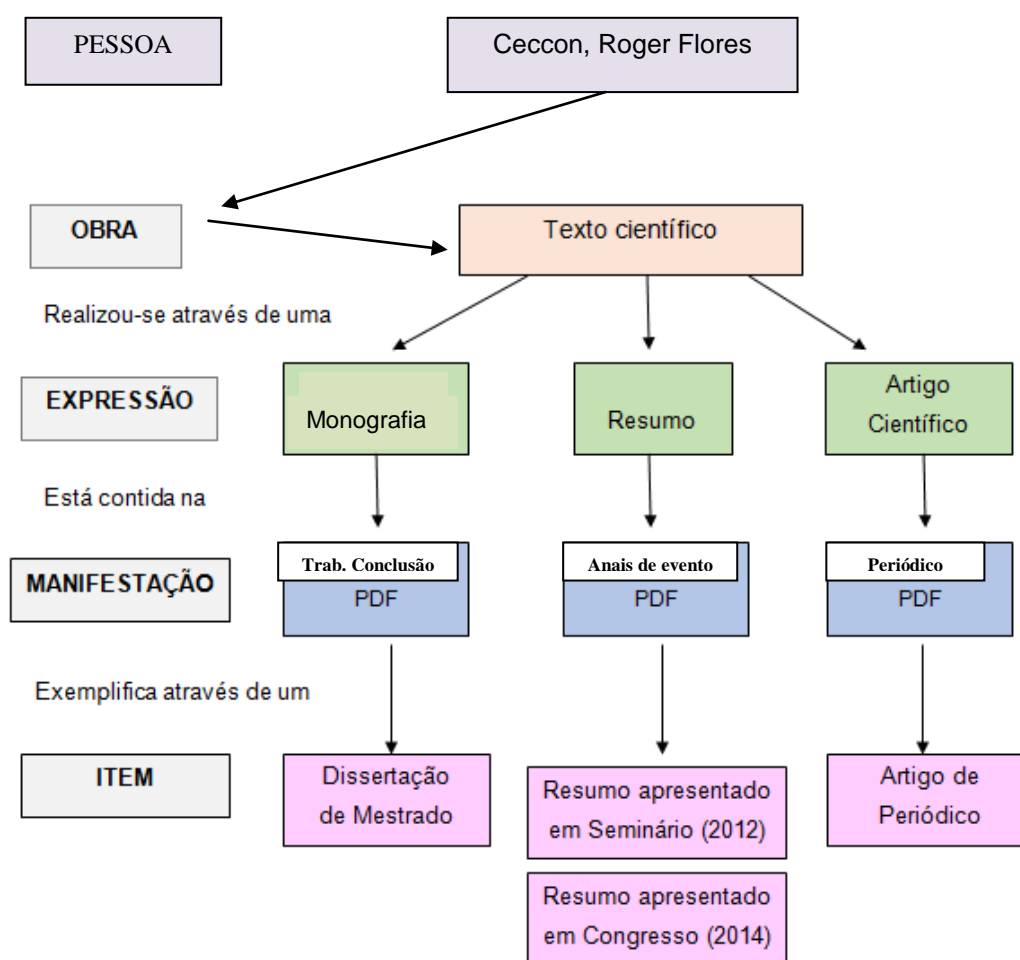 PESSOA
Ceccon, Roger Flores
OBRA
Texto científico
Realizou-se através de uma
EXPRESSÃO
Monografia
Resumo
Artigo
Científico
Está contida na
MANIFESTAÇÃO
Trab. Conclusão
PDF
Anais de evento
PDF
Periódico
PDF
Exemplifica através de um
ITEM
Dissertação
de Mestrado
Resumo apresentado
em Seminário (2012)
Artigo de
Periódico
Resumo apresentado
em Congresso (2014)